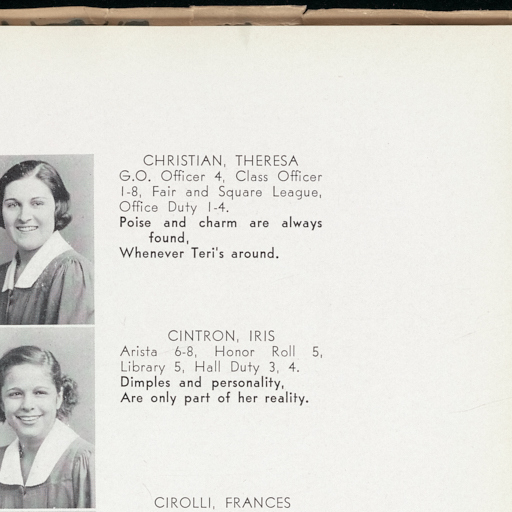 CHRISTIAN, THERESA
G.O. Officer 4, Class Officer
1-8, Fair and Square League,
Office Duty 1-4.
Poise and charm are always
found,
Whenever Teri's around.
CINTRON, IRIS
Arista 6-8, Honor Roll 5,
Library 5, Hall Duty 3, 4.
Dimples and personality,
Are only part of her reality.
CIROLLI, FRANCES